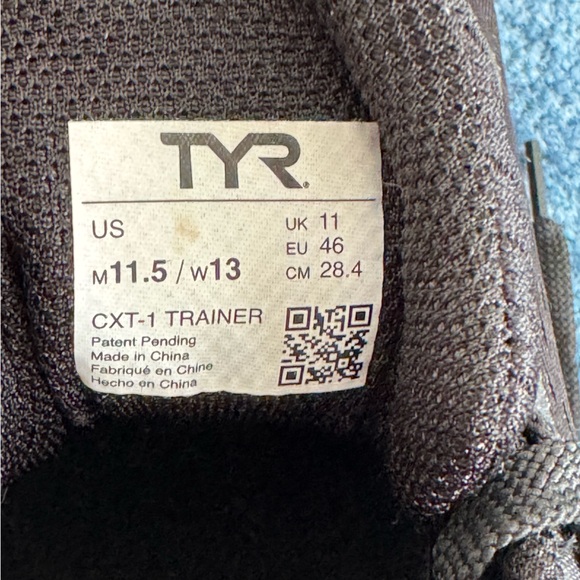 TYR
US
M11.5 / W13
UK 11
EU 46
CM 28.4
CXT-1 TRAINER
Patent Pending
Made in China
Fabriqué en Chine
Hecho en China